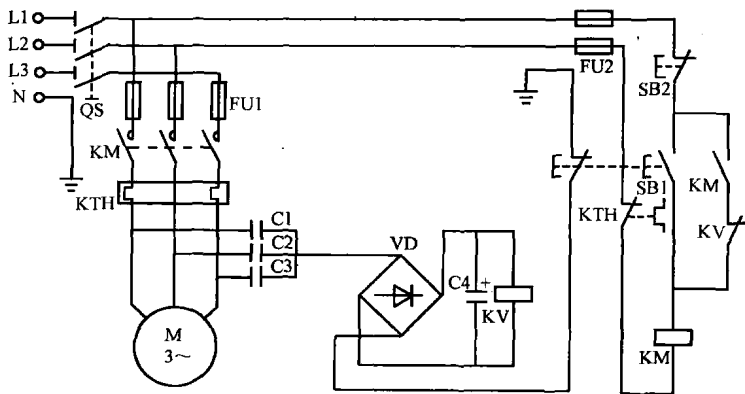 L1
L2
L3
N
QS
FU1
FU2
SB2
KM
KTH
SB1
KM
KTH
KV
C1
C2
C3
VD
C4
+
KV
KM
M
3~